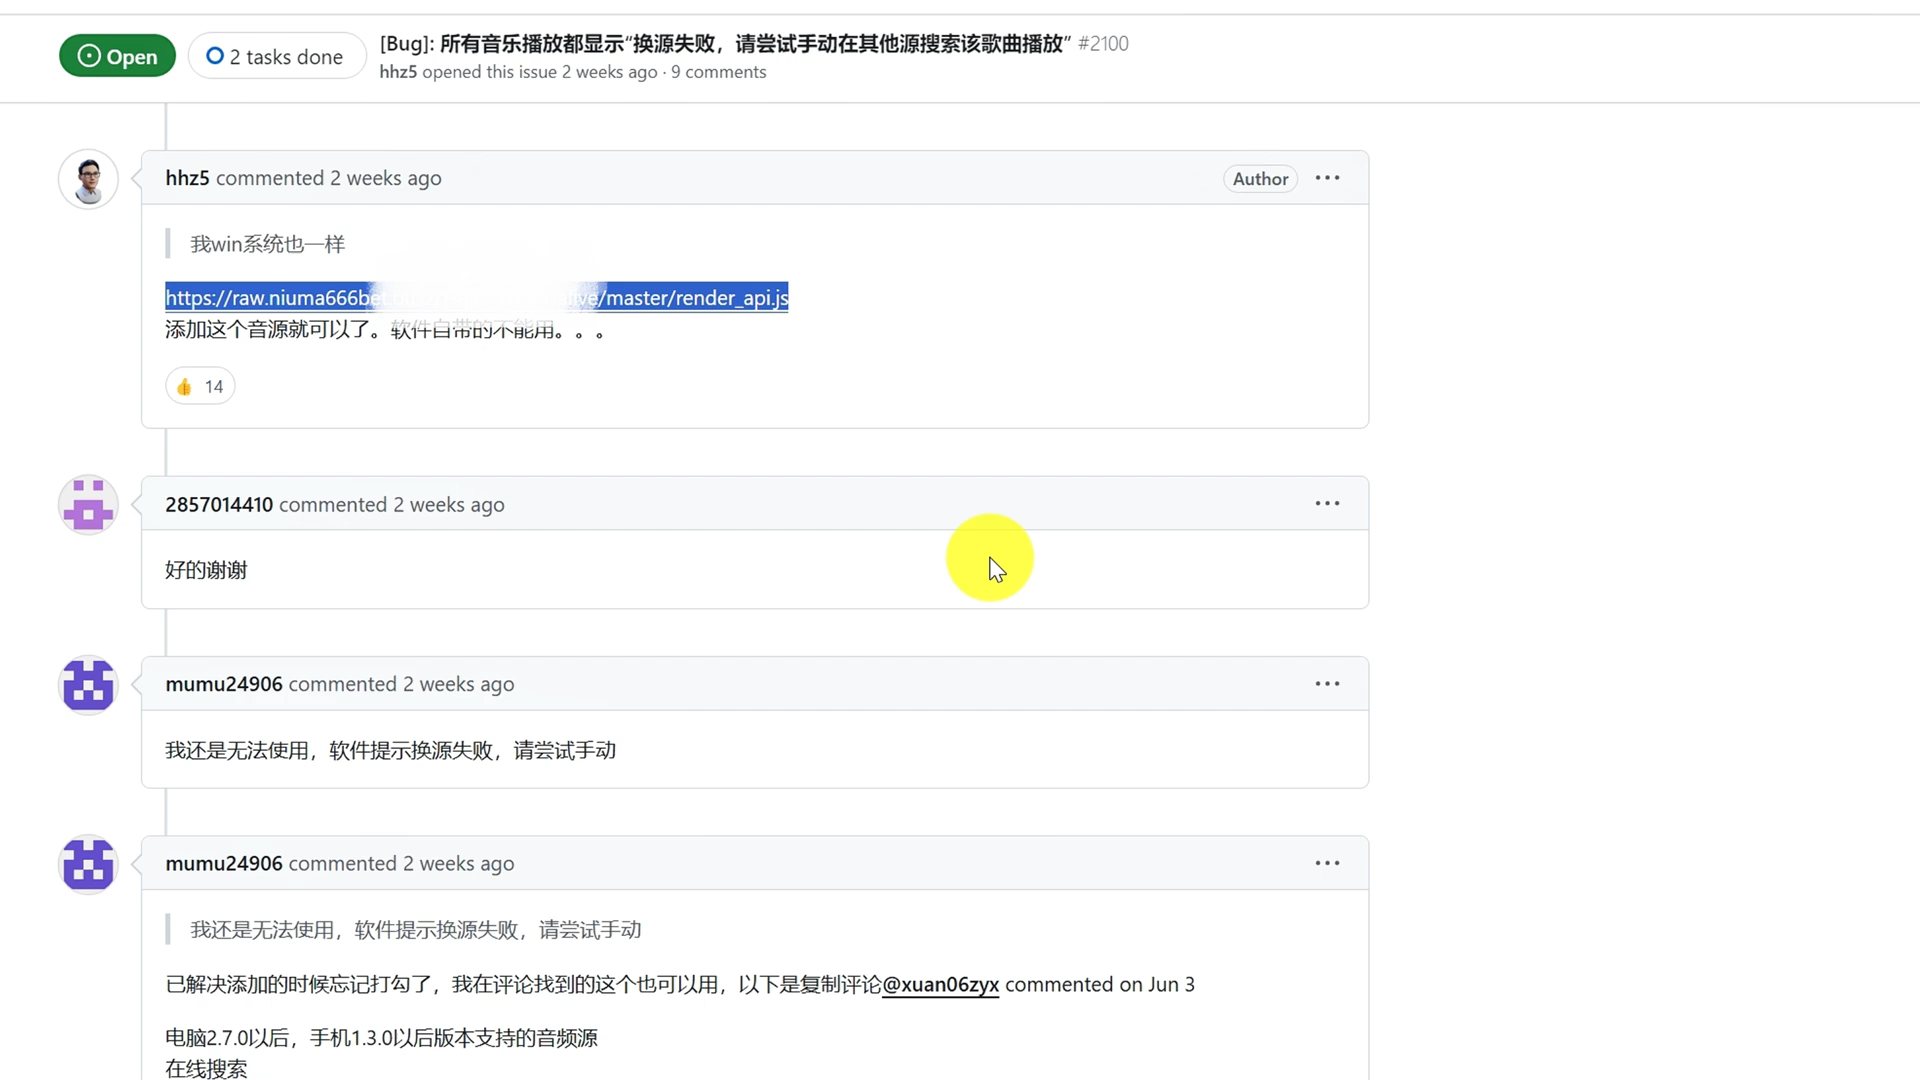 Open
2 tasks done
[Bug]: 所有音乐播放都显示“换源失败，请尝试手动在其他源搜索该歌曲播放” #2100
hhz5 opened this issue 2 weeks ago · 9 comments
hhz5 commented 2 weeks ago
Author
我win系统也一样
https://raw.niuma666be /master/render_api.js
添加这个音源就可以了。软件自带的不能用。。。
👍 14
2857014410 commented 2 weeks ago
好的谢谢
mumu24906 commented 2 weeks ago
我还是无法使用，软件提示换源失败，请尝试手动
mumu24906 commented 2 weeks ago
我还是无法使用，软件提示换源失败，请尝试手动
已解决添加的时候忘记打勾了，我在评论找到的这个也可以用，以下是复制评论@xuan06zyx commented on Jun 3
电脑2.7.0以后，手机1.3.0以后版本支持的音频源
在线搜索